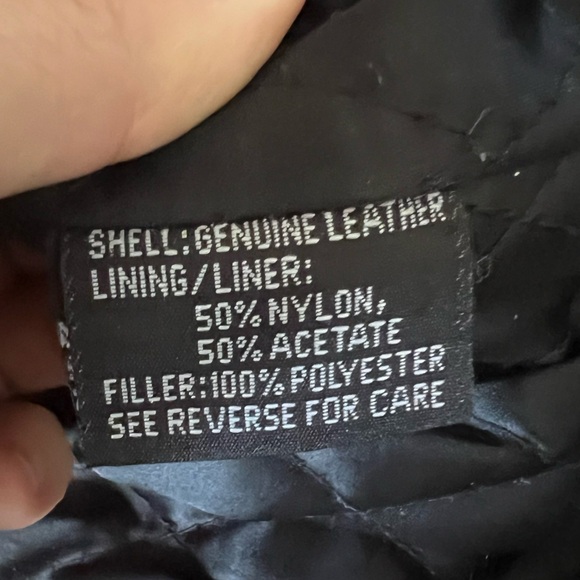 SHELL:GENUINE LEATHER
LINING/LINER:
50% NYLON,
50% ACETATE
FILLER:100% POLYESTER
SEE REVERSE FOR CARE